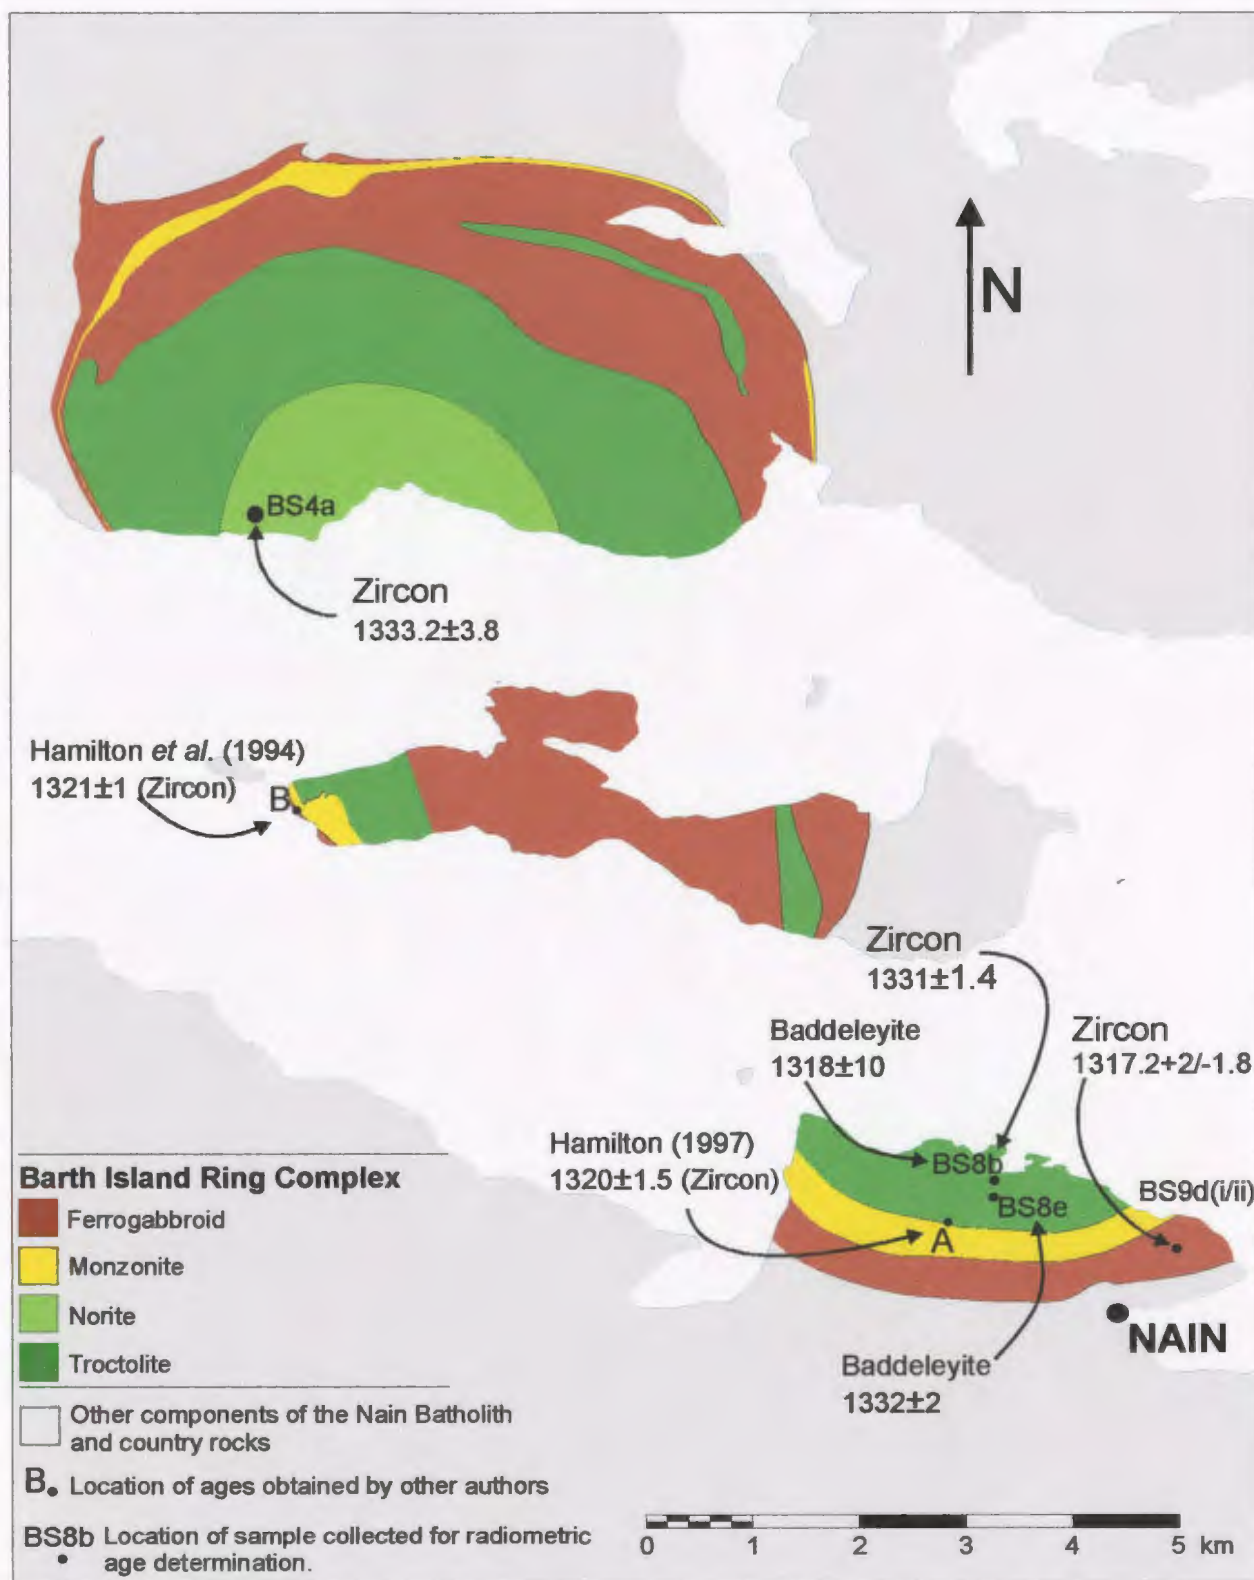 N
BS4a
Zircon
1333.2±3.8
Hamilton et al. (1994)
1321±1 (Zircon)
B
Zircon
1331±1.4
Baddeleyite
1318±10
Zircon
1317.2+2/-1.8
Hamilton (1997)
1320±1.5 (Zircon)
BS8b
BS8e
BS9d(i/ii)
A
NAIN
Baddeleyite
1332±2
Barth Island Ring Complex
Ferrogabbroid
Monzonite
Norite
Troctolite
Other components of the Nain Batholith
and country rocks
B. Location of ages obtained by other authors
BS8b Location of sample collected for radiometric
age determination.
0 1 2 3 4 5 km